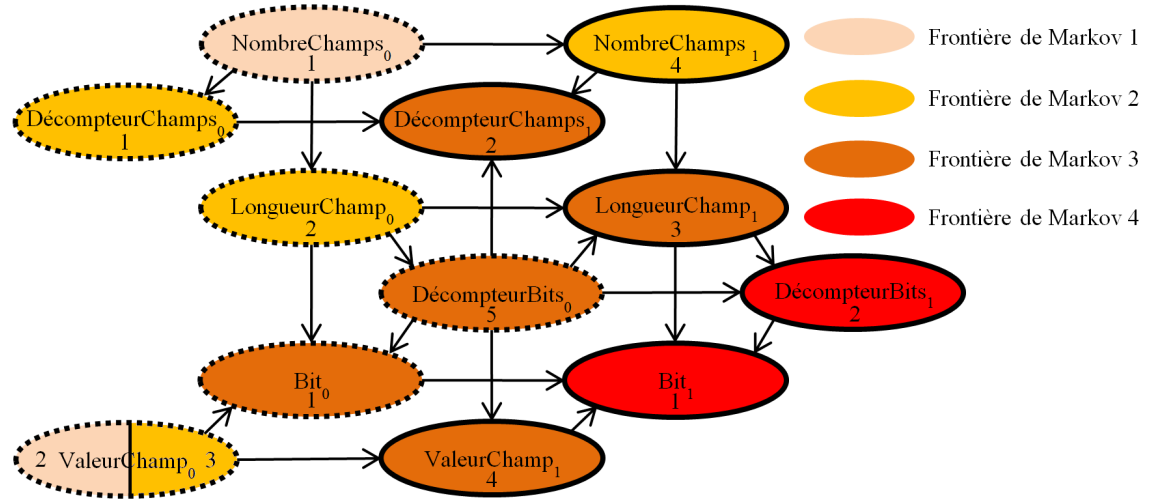 NombreChamps₀
1
NombreChamps ₁
4
Frontière de Markov 1
Frontière de Markov 2
DécompteurChamps₀
1
DécompteurChamps₁
2
Frontière de Markov 3
LongueurChamp₀
2
LongueurChamp₁
3
Frontière de Markov 4
DécompteurBits₀
5
DécompteurBits₁
2
Bit₀
1
Bit₁
1
2 ValeurChamp₀ 3
ValeurChamp₁
4